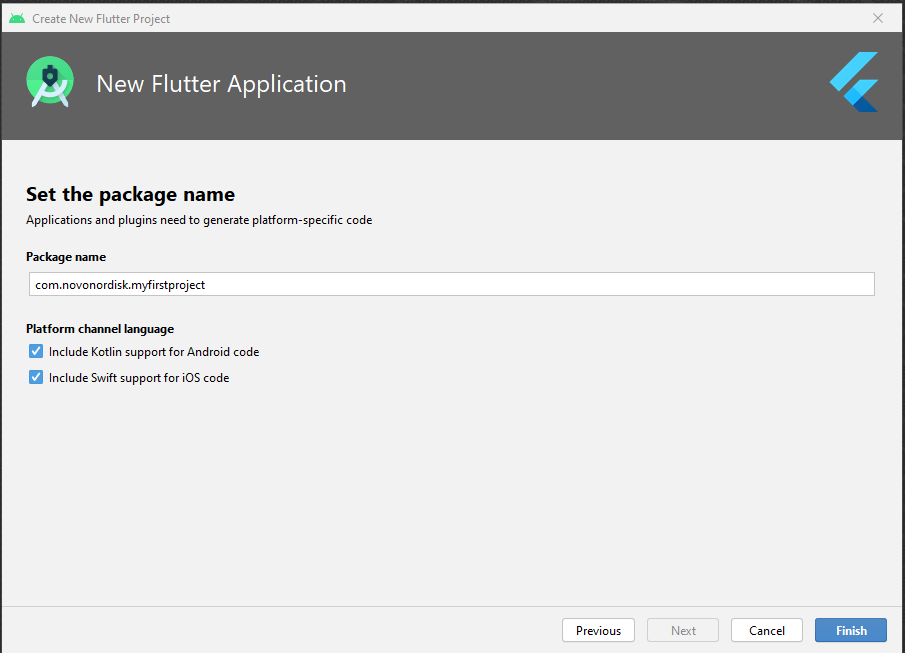 Create New Flutter Project
New Flutter Application
Set the package name
Applications and plugins need to generate platform-specific code
Package name
com.novonordisk.myfirstproject
Platform channel language
Include Kotlin support for Android code
Include Swift support for iOS code
Previous
Next
Cancel
Finish